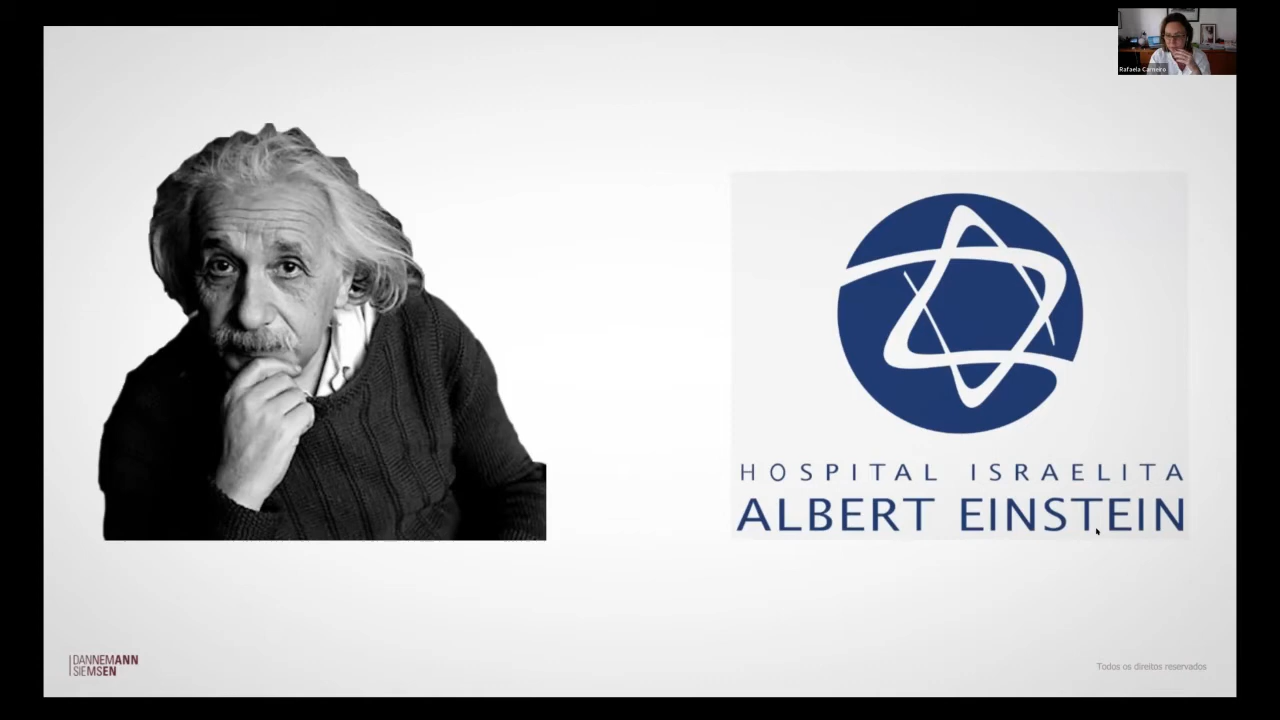 Rafaela Carneiro
HOSPITAL ISRAELITA
ALBERT EINSTEIN
DANNEMANN
SIEMSEN
Todos os direitos reservados